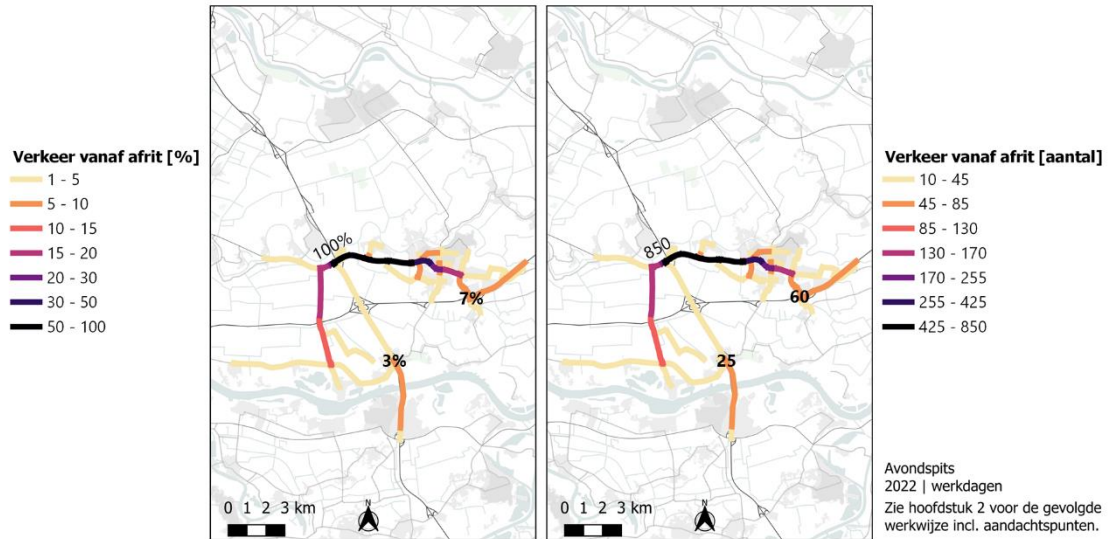 Verkeer vanaf afrit [%]
1 - 5
5 - 10
10 - 15
15 - 20
20 - 30
30 - 50
50 - 100
100%
7%
3%
0 1 2 3 km
N
850
60
25
0 1 2 3 km
N
Verkeer vanaf afrit [aantal]
10 - 45
45 - 85
85 - 130
130 - 170
170 - 255
255 - 425
425 - 850
Avondspits
2022 | werkdagen
Zie hoofdstuk 2 voor de gevolgde
werkwijze incl. aandachtspunten.